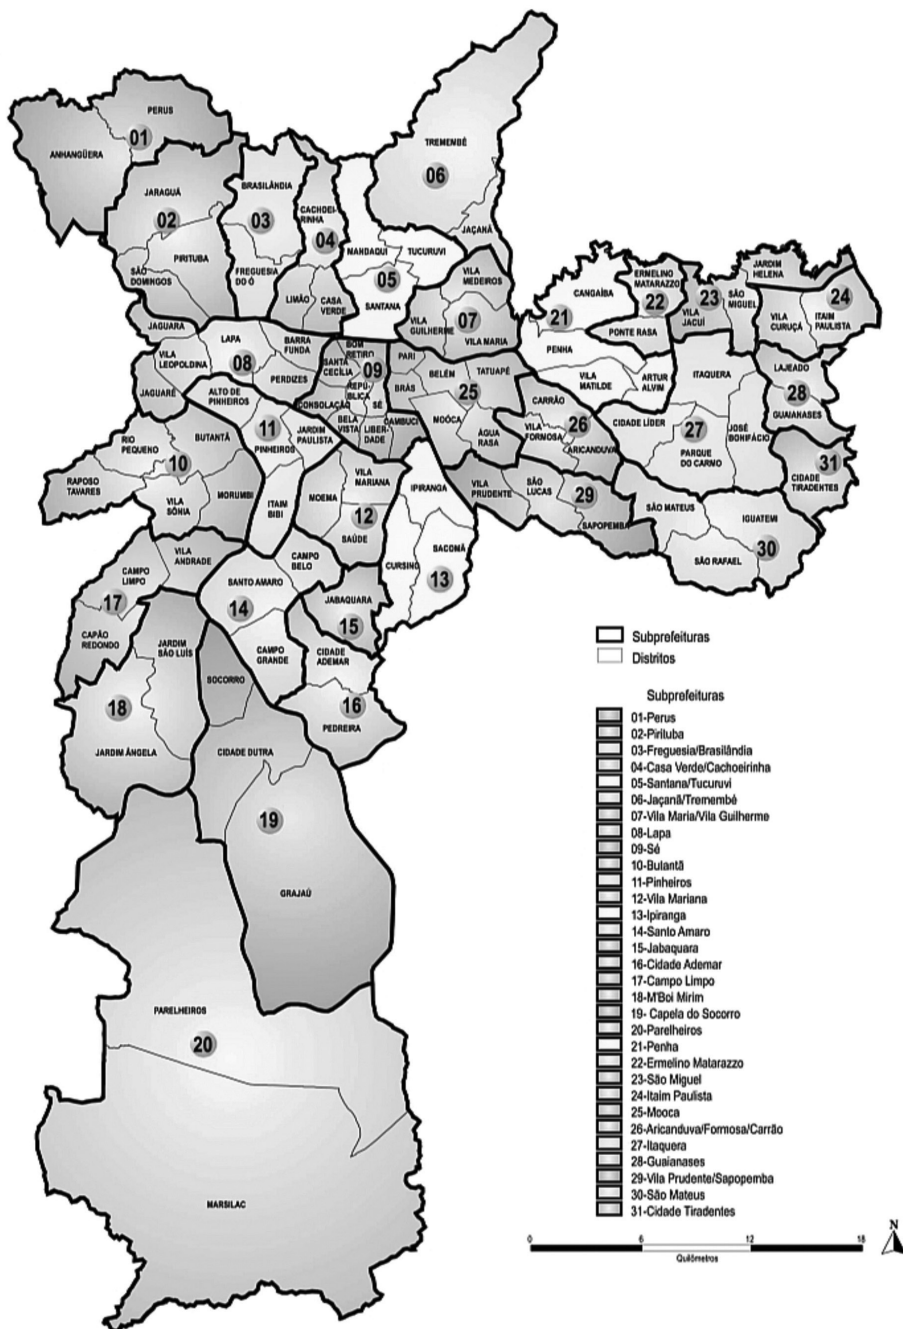 PERUS
01
ANHANGÜERA
TREMEMBÉ
06
JAÇANÃ
JARAGUÁ
02
PIRITUBA
SÃO
DOMINGOS
BRASILÂNDIA
03
FREGUESIA
DO Ó
CACHOEI-
RINHA
04
LIMÃO
CASA
VERDE
MANDAQUI
TUCURUVI
05
SANTANA
VILA
MEDEIROS
VILA
GUILHERME
07
VILA MARIA
CANGAÍBA
21
PENHA
VILA
MATILDE
ARTUR
ALVIM
ERMELINO
MATARAZZO
22
PONTE RASA
23
VILA
JACUÍ
SÃO
MIGUEL
JARDIM
HELENA
VILA
CURUÇÁ
24
ITAIM
PAULISTA
JAGUARA
LAPA
08
VILA
LEOPOLDINA
BARRA
FUNDA
PERDIZES
JAGUARÉ
BOM
RETIRO
SANTA
CECÍLIA
09
REPÚ-
BLICA
SÉ
CONSOLAÇÃO
BELA
VISTA
LIBER-
DADE
CAMBUCI
PARI
BRÁS
BELÉM
TATUAPÉ
25
MOÓCA
ÁGUA
RASA
CARRÃO
VILA
FORMOSA
26
ARICANDUVA
ITAQUERA
CIDADE LÍDER
27
PARQUE
DO CARMO
JOSÉ
BONIFÁCIO
LAJEADO
28
GUAIANASES
31
CIDADE
TIRADENTES
ALTO DE
PINHEIROS
11
PINHEIROS
JARDIM
PAULISTA
ITAIM
BIBI
RIO
PEQUENO
BUTANTÃ
10
RAPOSO
TAVARES
VILA
SÔNIA
MORUMBI
VILA
MARIANA
MOEMA
12
SAÚDE
IPIRANGA
CURSINO
SACOMÃ
13
VILA
PRUDENTE
SÃO
LUCAS
29
SAPOPEMBA
SÃO MATEUS
IGUATEMI
SÃO RAFAEL
30
VILA
ANDRADE
CAMPO
LIMPO
17
CAPÃO
REDONDO
CAMPO
BELO
SANTO AMARO
14
CAMPO
GRANDE
JABAQUARA
15
CIDADE
ADEMAR
16
PEDREIRA
JARDIM
SÃO LUÍS
18
JARDIM ÂNGELA
SOCORRO
CIDADE DUTRA
19
GRAJAÚ
PARELHEIROS
20
MARSILAC
Subprefeituras
Distritos
Subprefeituras
01-Perus
02-Pirituba
03-Freguesia/Brasilândia
04-Casa Verde/Cachoeirinha
05-Santana/Tucuruvi
06-Jaçanã/Tremembé
07-Vila Maria/Vila Guilherme
08-Lapa
09-Sé
10-Butantã
11-Pinheiros
12-Vila Mariana
13-Ipiranga
14-Santo Amaro
15-Jabaquara
16-Cidade Ademar
17-Campo Limpo
18-M'Boi Mirim
19- Capela do Socorro
20-Parelheiros
21-Penha
22-Ermelino Matarazzo
23-São Miguel
24-Itaim Paulista
25-Mooca
26-Aricanduva/Formosa/Carrão
27-Itaquera
28-Guaianases
29-Vila Prudente/Sapopemba
30-São Mateus
31-Cidade Tiradentes
0 6 12 18
Quilômetros
N